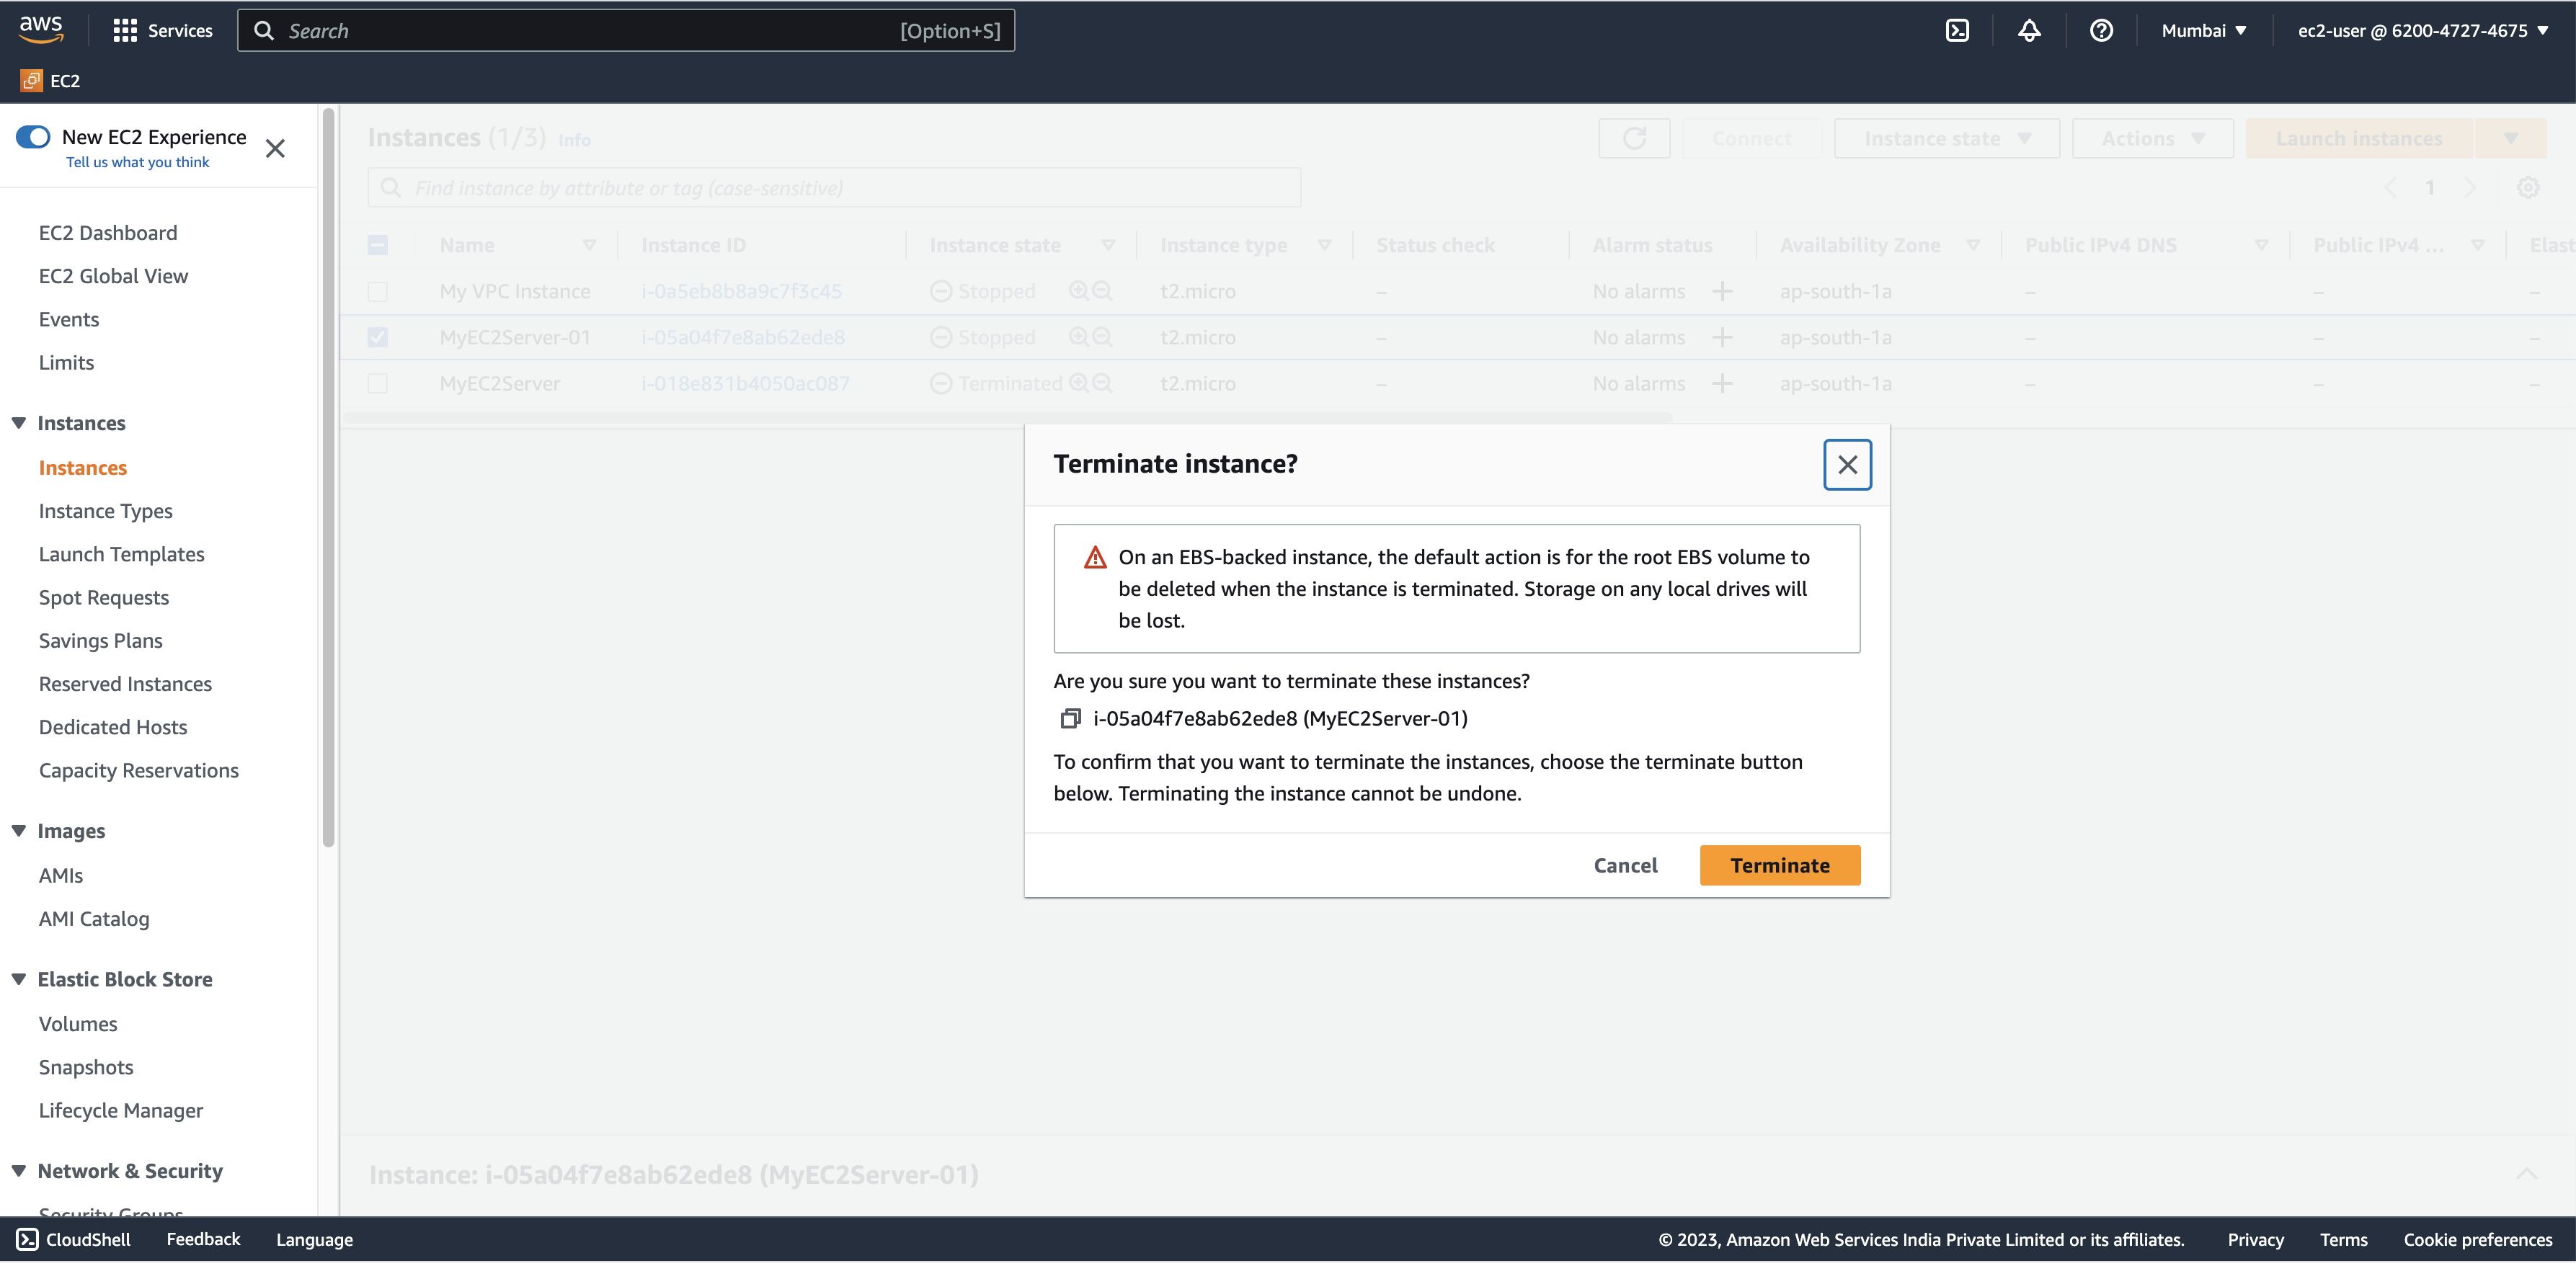 aws
Services
Search
[Option+S]
Mumbai
ec2-user @ 6200-4727-4675
EC2
New EC2 Experience
Tell us what you think
EC2 Dashboard
EC2 Global View
Events
Limits
Instances
Instances
Instance Types
Launch Templates
Spot Requests
Savings Plans
Reserved Instances
Dedicated Hosts
Capacity Reservations
Images
AMIs
AMI Catalog
Elastic Block Store
Volumes
Snapshots
Lifecycle Manager
Network & Security
Security Groups
Instances (1/3) Info
Connect
Instance state
Actions
Launch instances
Find instance by attribute or tag (case-sensitive)
1
Name Instance ID Instance state Instance type Status check Alarm status Availability Zone Public IPv4 DNS Public IPv4 ... Elast
My VPC Instance i-0a5eb8b8a9c7f3c45 Stopped t2.micro – No alarms + ap-south-1a – – –
MyEC2Server-01 i-05a04f7e8ab62ede8 Stopped t2.micro – No alarms + ap-south-1a – – –
MyEC2Server i-018e831b4050ac087 Terminated t2.micro – No alarms + ap-south-1a – – –
Terminate instance?
On an EBS-backed instance, the default action is for the root EBS volume to
be deleted when the instance is terminated. Storage on any local drives will
be lost.
Are you sure you want to terminate these instances?
i-05a04f7e8ab62ede8 (MyEC2Server-01)
To confirm that you want to terminate the instances, choose the terminate button
below. Terminating the instance cannot be undone.
Cancel
Terminate
Instance: i-05a04f7e8ab62ede8 (MyEC2Server-01)
CloudShell
Feedback
Language
© 2023, Amazon Web Services India Private Limited or its affiliates.
Privacy
Terms
Cookie preferences